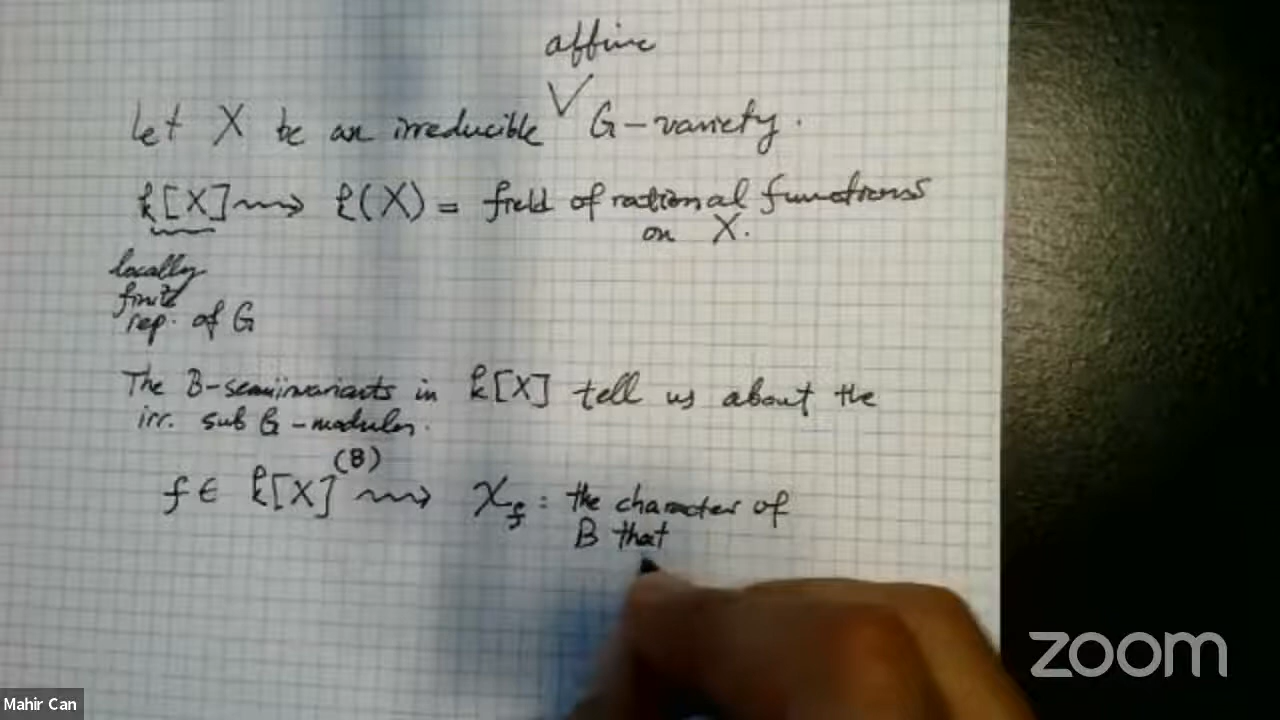 affine
Let X be an irreducible ∨ G-variety.
k[X] ⇝ k(X) = field of rational functions
on X.
locally
finite
rep. of G
The B-semiinvariants in k[X] tell us about the
irr. sub G-modules.
f ∈ k[X]^(B) ⇝ χ_f : the character of
B that
zoom
Mahir Can